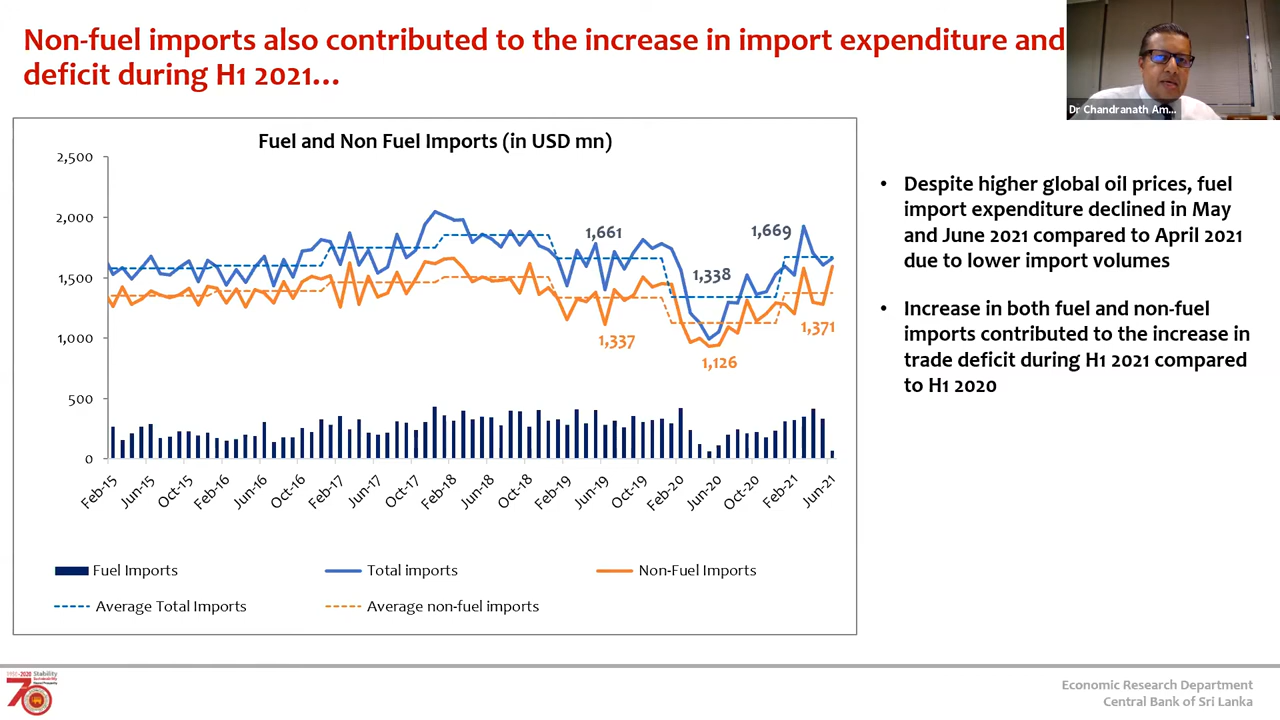 Non-fuel imports also contributed to the increase in import expenditure and
deficit during H1 2021…
Dr Chandranath Am...
Fuel and Non Fuel Imports (in USD mn)
2,500
2,000
1,500
1,000
500
0
1,661
1,669
1,338
1,337
1,126
1,371
Feb-15
Jun-15
Oct-15
Feb-16
Jun-16
Oct-16
Feb-17
Jun-17
Oct-17
Feb-18
Jun-18
Oct-18
Feb-19
Jun-19
Oct-19
Feb-20
Jun-20
Oct-20
Feb-21
Jun-21
Fuel Imports
Total imports
Non-Fuel Imports
Average Total Imports
Average non-fuel imports
• Despite higher global oil prices, fuel
import expenditure declined in May
and June 2021 compared to April 2021
due to lower import volumes
• Increase in both fuel and non-fuel
imports contributed to the increase in
trade deficit during H1 2021 compared
to H1 2020
70
Stability
Economic Research Department
Central Bank of Sri Lanka